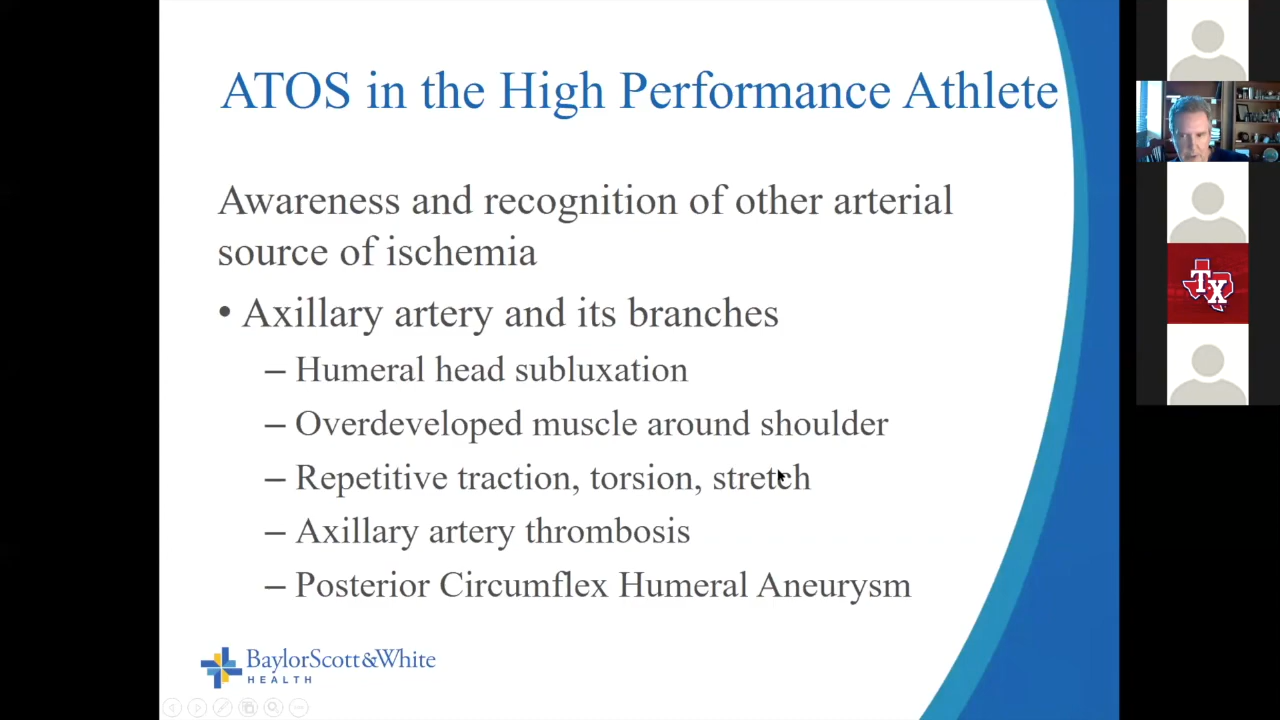 ATOS in the High Performance Athlete
Awareness and recognition of other arterial
source of ischemia
• Axillary artery and its branches
– Humeral head subluxation
– Overdeveloped muscle around shoulder
– Repetitive traction, torsion, stretch
– Axillary artery thrombosis
– Posterior Circumflex Humeral Aneurysm
BaylorScott&White
HEALTH
TX